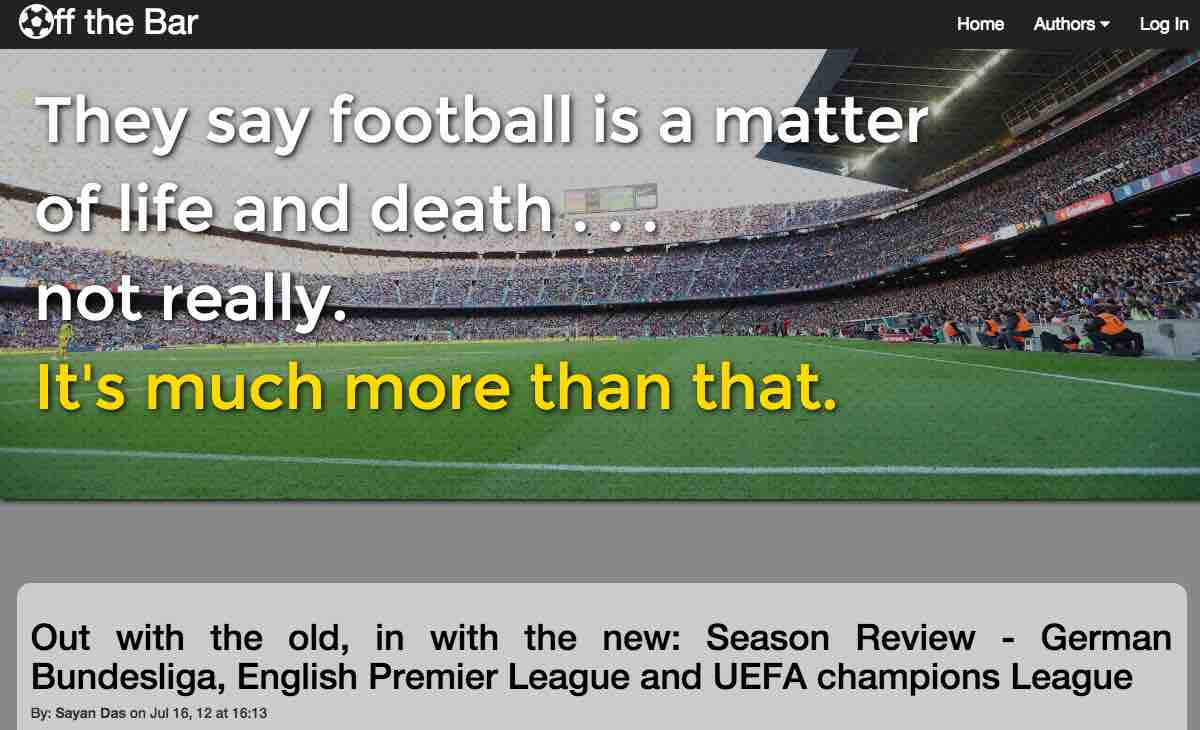 ff the Bar
Home Authors Log In
They say football is a matter
of life and death . . .
not really.
It's much more than that.
Out with the old, in with the new: Season Review - German
Bundesliga, English Premier League and UEFA champions League
By: Sayan Das on Jul 16, 12 at 16:13